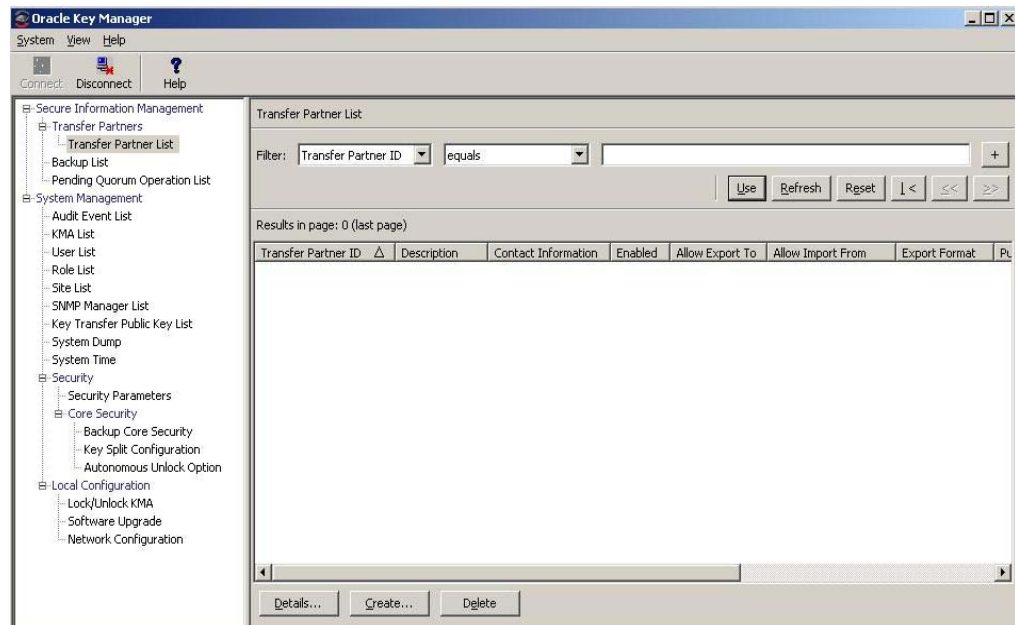 Oracle Key Manager
System View Help
Connect Disconnect Help
Secure Information Management
Transfer Partners
Transfer Partner List
Backup List
Pending Quorum Operation List
System Management
Audit Event List
KMA List
User List
Role List
Site List
SNMP Manager List
Key Transfer Public Key List
System Dump
System Time
Security
Security Parameters
Core Security
Backup Core Security
Key Split Configuration
Autonomous Unlock Option
Local Configuration
Lock/Unlock KMA
Software Upgrade
Network Configuration
Transfer Partner List
Filter: Transfer Partner ID equals +
Use Refresh Reset |< << >>
Results in page: 0 (last page)
Transfer Partner ID Description Contact Information Enabled Allow Export To Allow Import From Export Format Pu
Details... Create... Delete